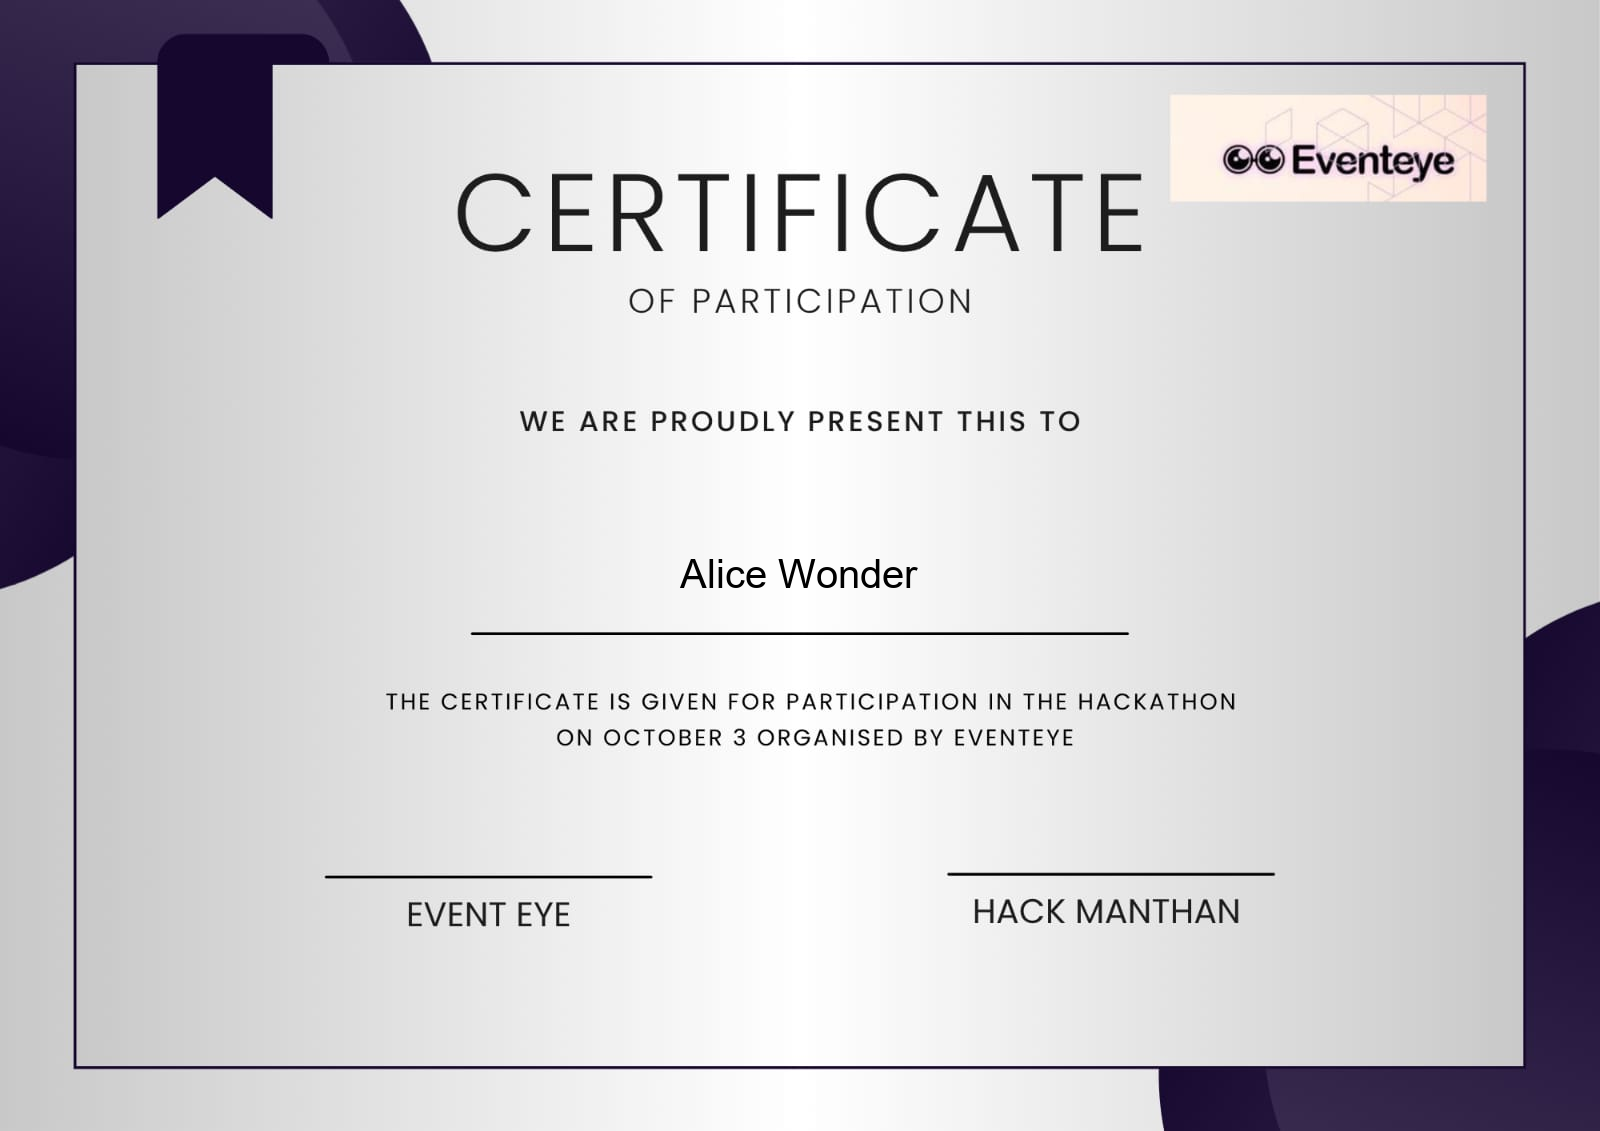 Eventeye
CERTIFICATE
OF PARTICIPATION
WE ARE PROUDLY PRESENT THIS TO
Alice Wonder
THE CERTIFICATE IS GIVEN FOR PARTICIPATION IN THE HACKATHON
ON OCTOBER 3 ORGANISED BY EVENTEYE
EVENT EYE
HACK MANTHAN